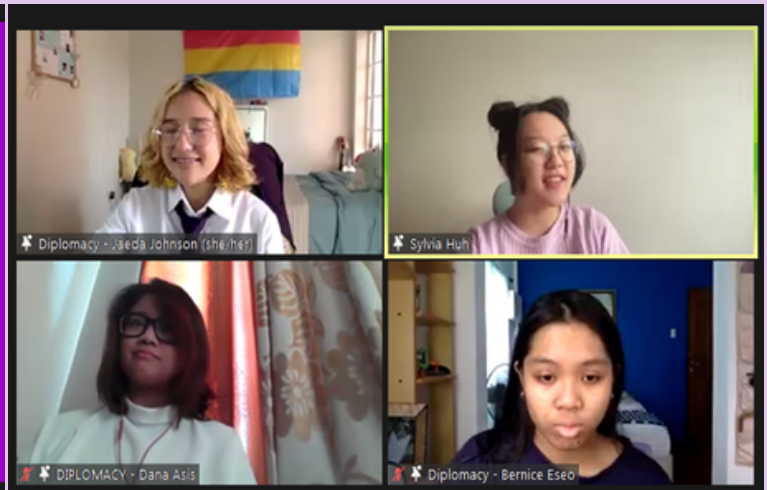 Diplomacy - Jaeda Johnson (she/her)
Sylvia Huh
DIPLOMACY - Dana Asis
Diplomacy - Bernice Eseo